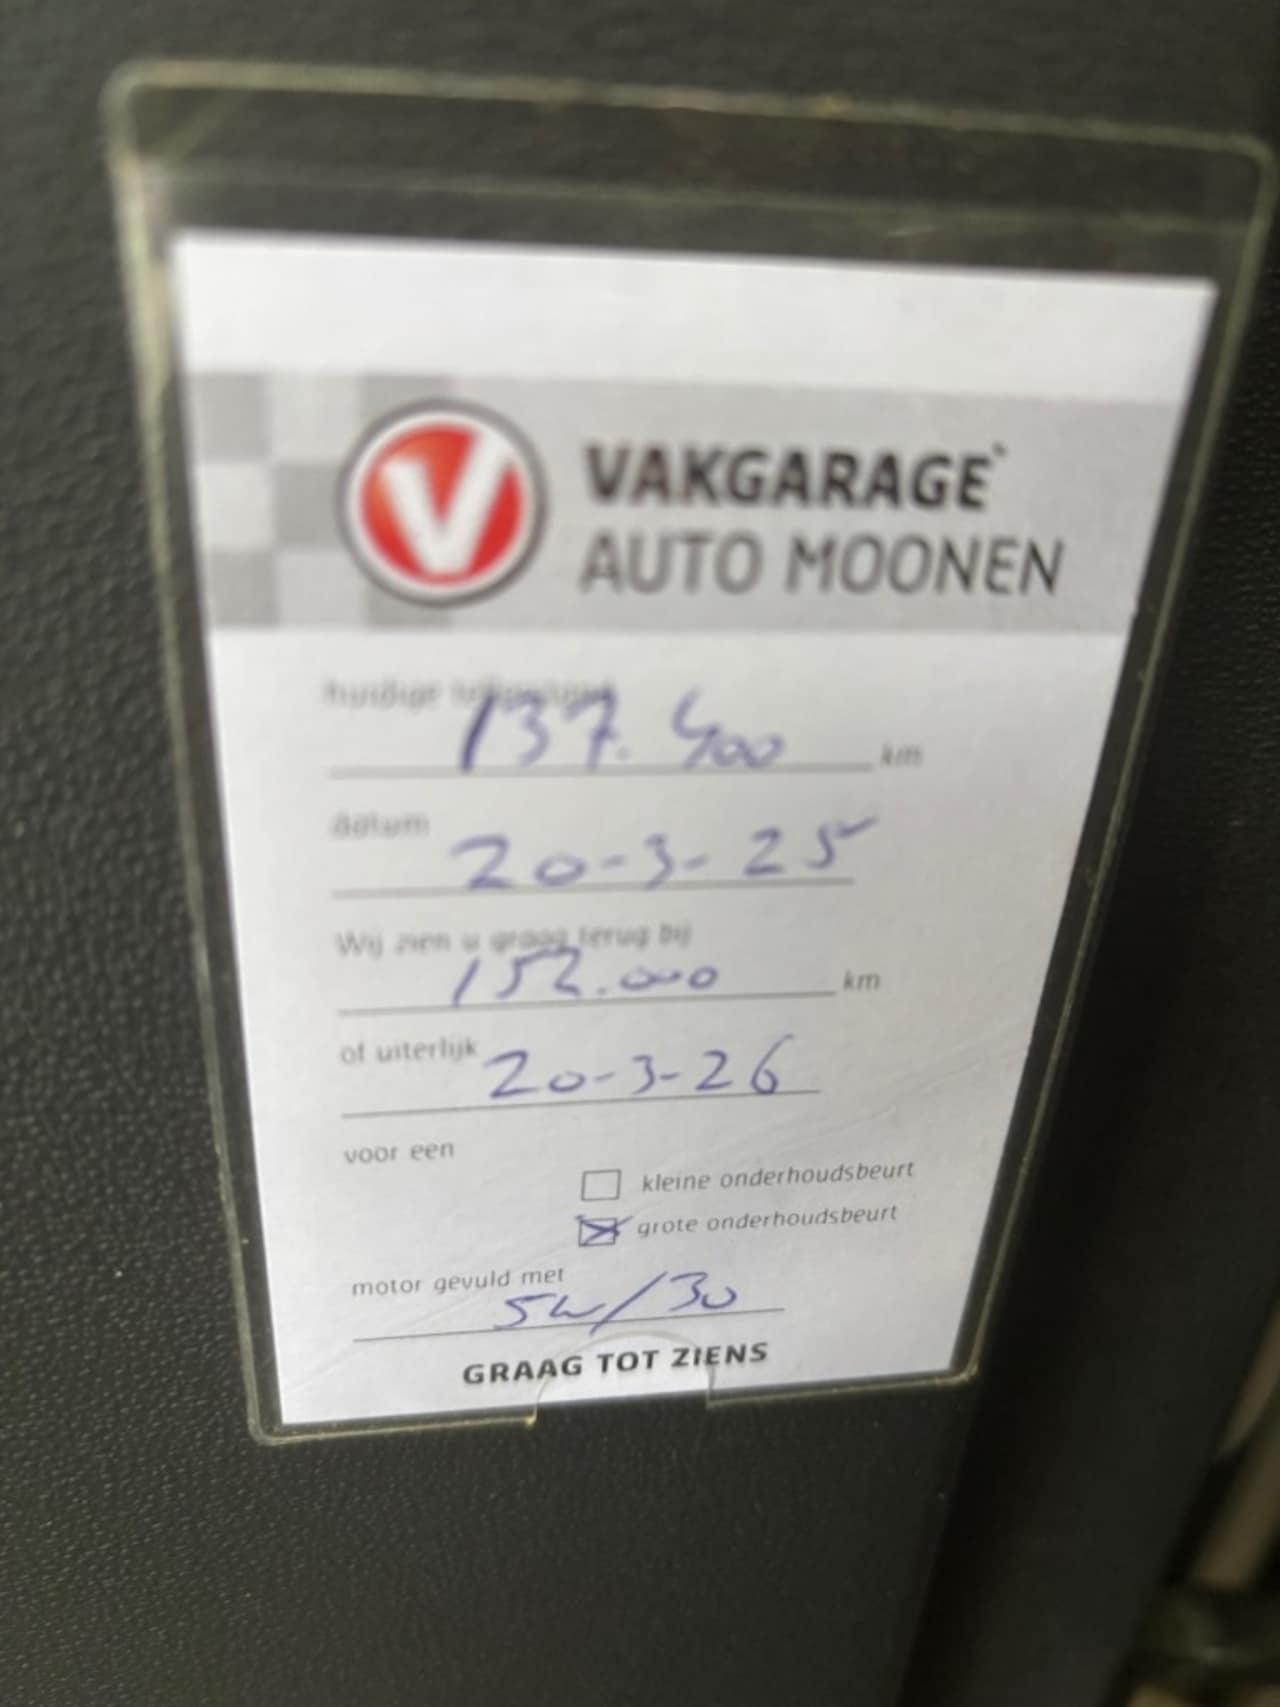 V
VAKGARAGE
AUTO MOONEN
huidige
137.400 km
datum
20-3-25
Wij zien u graag terug bij
152.000 km
of uiterlijk 20-3-26
voor een
kleine onderhoudsbeurt
grote onderhoudsbeurt
motor gevuld met
5W/30
GRAAG TOT ZIENS